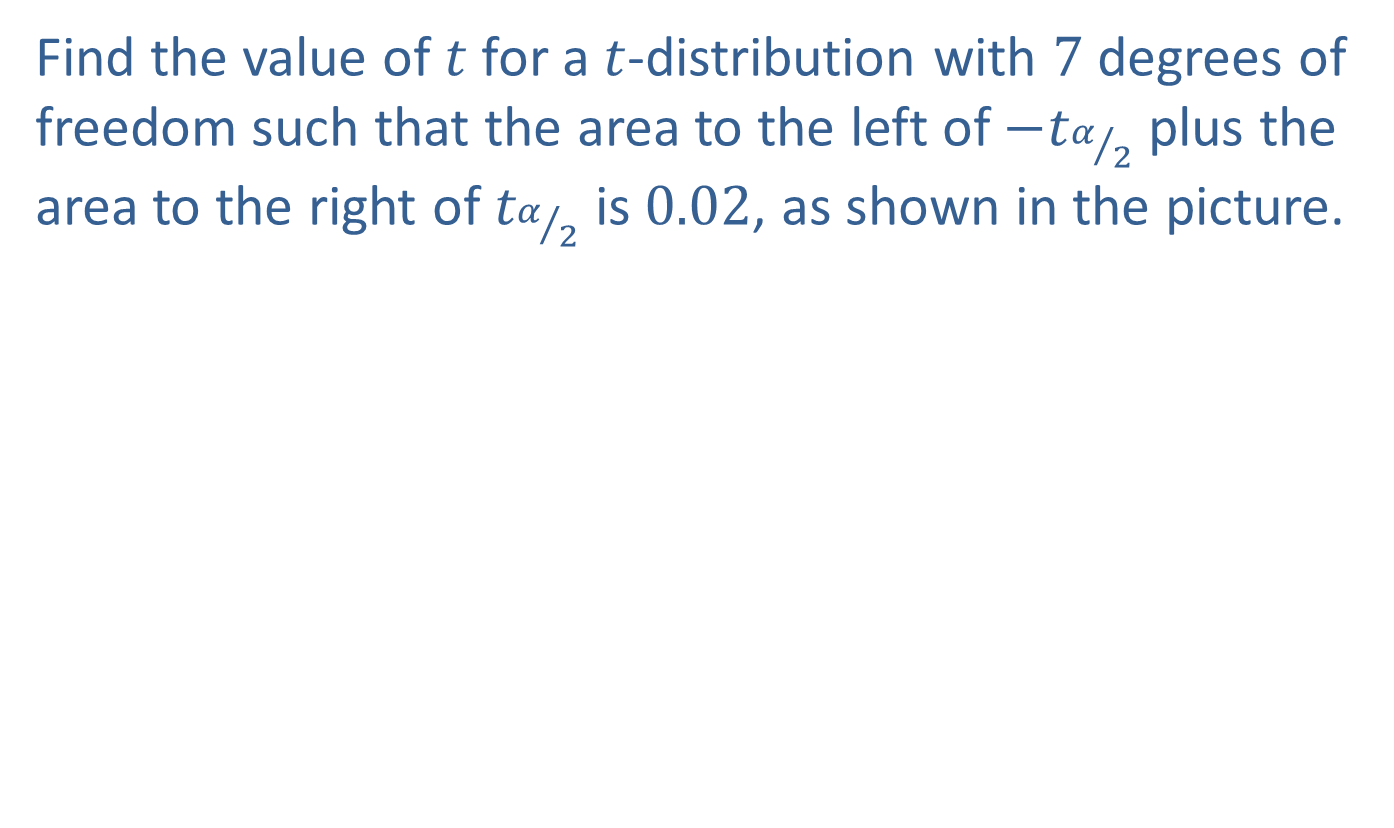 Find the value of t for a t-distribution with 7 degrees of
freedom such that the area to the left of −tα/2 plus the
area to the right of tα/2 is 0.02, as shown in the picture.